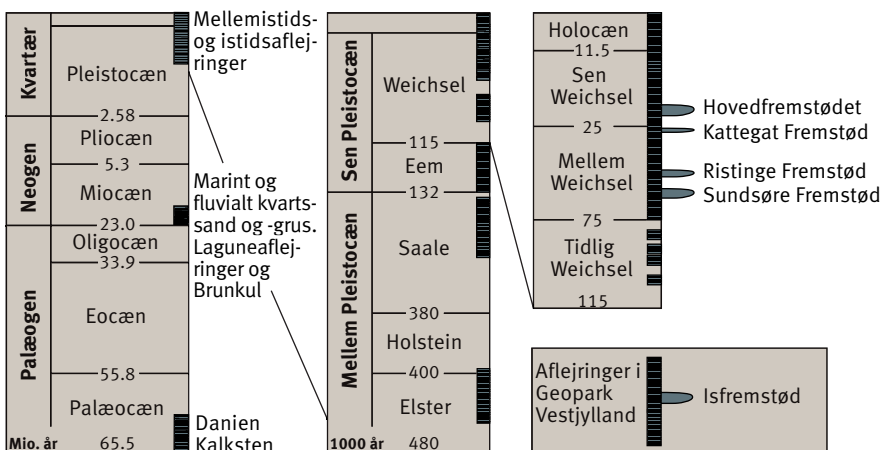 Kvartær
Pleistocæn
2.58
Neogen
Pliocæn
5.3
Miocæn
23.0
Palæogen
Oligocæn
33.9
Eocæn
55.8
Palæocæn
Mio. år
65.5
Mellemistids-
og istidsaflej-
ringer
Marint og
fluvialt kvarts-
sand og -grus.
Laguneaflej-
ringer og
Brunkul
Danien
Kalksten
Sen Pleistocæn
Weichsel
115
Eem
132
Mellem Pleistocæn
Saale
380
Holstein
400
Elster
1000 år
480
Holocæn
11.5
Sen
Weichsel
25
Mellem
Weichsel
75
Tidlig
Weichsel
115
Hovedfremstødet
Kattegat Fremstød
Ristinge Fremstød
Sundsøre Fremstød
Aflejringer i
Geopark
Vestjylland
Isfremstød